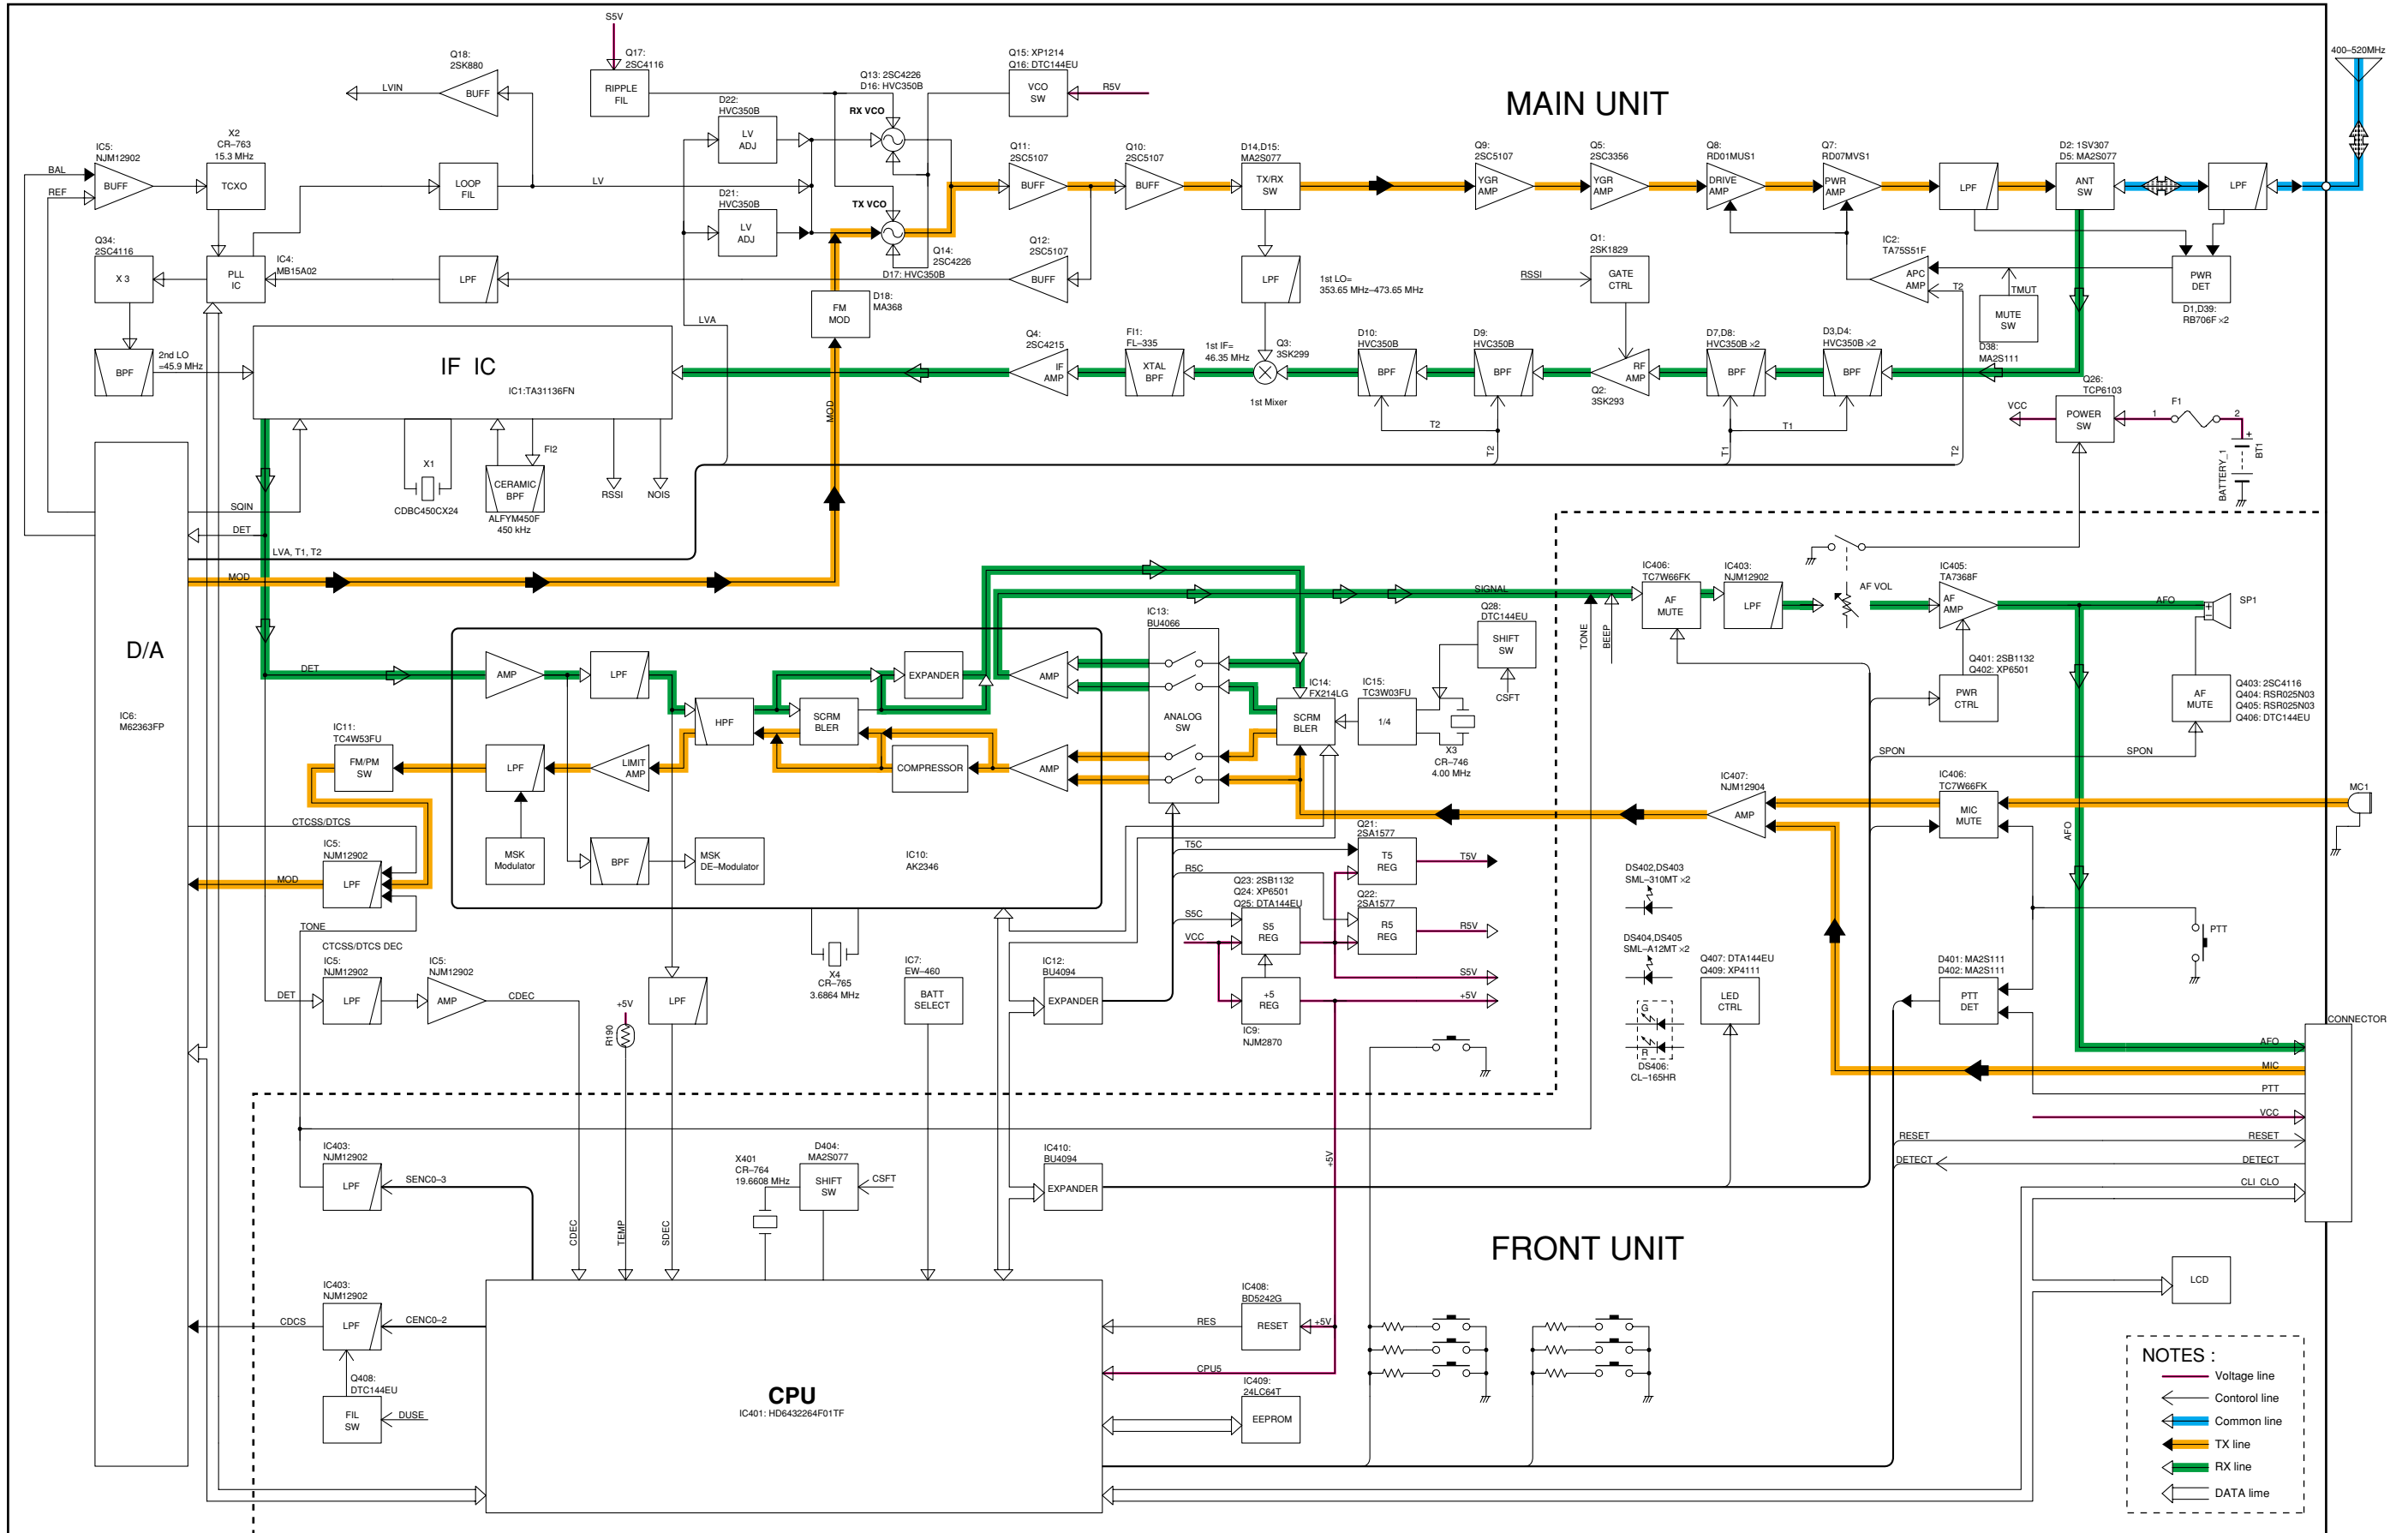 MAIN UNIT
S5V
Q17:
2SC4116
RIPPLE
FIL
Q18:
2SK880
BUFF
LVIN
Q13: 2SC4226
D16: HVC350B
RX VCO
Q15: XP1214
Q16: DTC144EU
VCO
SW
R5V
400–520MHz
D22:
HVC350B
LV
ADJ
D21:
HVC350B
LV
ADJ
TX VCO
Q14:
2SC4226
D17: HVC350B
X2
CR–763
15.3 MHz
TCXO
IC5:
NJM12902
BUFF
BAL
REF
LOOP
FIL
LV
Q11:
2SC5107
BUFF
Q10:
2SC5107
BUFF
D14,D15:
MA2S077
TX/RX
SW
Q9:
2SC5107
YGR
AMP
Q5:
2SC3356
YGR
AMP
Q8:
RD01MUS1
DRIVE
AMP
Q7:
RD07MVS1
PWR
AMP
LPF
D2: 1SV307
D5: MA2S077
ANT
SW
LPF
Q34:
2SC4116
X 3
IC4:
MB15A02
PLL
IC
LPF
Q12:
2SC5107
BUFF
LPF
1st LO=
353.65 MHz–473.65 MHz
Q1:
2SK1829
GATE
CTRL
RSSI
IC2:
TA75S51F
APC
AMP
T2
TMUT
MUTE
SW
PWR
DET
D1,D39:
RB706F ×2
FM
MOD
D18:
MA368
LVA
BPF
2nd LO
=45.9 MHz
IF IC
IC1:TA31136FN
Q4:
2SC4215
IF
AMP
FI1:
FL–335
XTAL
BPF
1st IF=
46.35 MHz
Q3:
3SK299
1st Mixer
D10:
HVC350B
BPF
D9:
HVC350B
BPF
RF
AMP
Q2:
3SK293
D7,D8:
HVC350B ×2
BPF
D3,D4:
HVC350B ×2
BPF
D38:
MA2S111
T2
T2
T1
T1
T2
Q26:
TCP6103
POWER
SW
VCC
1
F1
2
BATTERY_1
BT1
X1
CDBC450CX24
FI2
CERAMIC
BPF
ALFYM450F
450 kHz
RSSI
NOIS
MOD
D/A
IC6:
M62363FP
SQIN
DET
LVA, T1, T2
MOD
SIGNAL
TONE
BEEP
IC406:
TC7W66FK
AF
MUTE
IC403:
NJM12902
LPF
AF VOL
IC405:
TA7368F
AF
AMP
AFO
SP1
DET
AMP
LPF
HPF
SCRM
BLER
EXPANDER
AMP
IC13:
BU4066
ANALOG
SW
IC14:
FX214LG
SCRM
BLER
IC15:
TC3W03FU
1/4
Q28:
DTC144EU
SHIFT
SW
CSFT
X3
CR–746
4.00 MHz
Q401: 2SB1132
Q402: XP6501
PWR
CTRL
AF
MUTE
Q403: 2SC4116
Q404: RSR025N03
Q405: RSR025N03
Q406: DTC144EU
SPON
SPON
IC11:
TC4W53FU
FM/PM
SW
LPF
LIMIT
AMP
COMPRESSOR
AMP
IC407:
NJM12904
AMP
IC406:
TC7W66FK
MIC
MUTE
MC1
CTCSS/DTCS
IC5:
NJM12902
LPF
MOD
MSK
Modulator
BPF
MSK
DE–Modulator
IC10:
AK2346
TONE
T5C
R5C
S5C
VCC
Q21:
2SA1577
T5
REG
T5V
Q23: 2SB1132
Q24: XP6501
Q25: DTA144EU
S5
REG
Q22:
2SA1577
R5
REG
R5V
S5V
+5V
+5
REG
IC9:
NJM2870
DS402,DS403
SML–310MT ×2
DS404,DS405
SML–A12MT ×2
G
R
DS406:
CL–165HR
Q407: DTA144EU
Q409: XP4111
LED
CTRL
AFO
PTT
D401: MA2S111
D402: MA2S111
PTT
DET
CTCSS/DTCS DEC
IC5:
NJM12902
LPF
IC5:
NJM12902
AMP
DET
CDEC
+5V
R190
LPF
X4
CR–765
3.6864 MHz
IC7:
EW–460
BATT
SELECT
IC12:
BU4094
EXPANDER
CONNECTOR
AFO
MIC
PTT
VCC
RESET
RESET
DETECT
DETECT
CLI CLO
IC403:
NJM12902
LPF
SENC0–3
CDEC
TEMP
SDEC
X401
CR–764
19.6608 MHz
D404:
MA2S077
SHIFT
SW
CSFT
IC410:
BU4094
EXPANDER
+5V
FRONT UNIT
LCD
IC403:
NJM12902
LPF
CDCS
CENC0–2
Q408:
DTC144EU
FIL
SW
DUSE
CPU
IC401: HD6432264F01TF
IC408:
BD5242G
RESET
RES
+5V
CPU5
IC409:
24LC64T
EEPROM
NOTES :
Voltage line
Contorol line
Common line
TX line
RX line
DATA lime